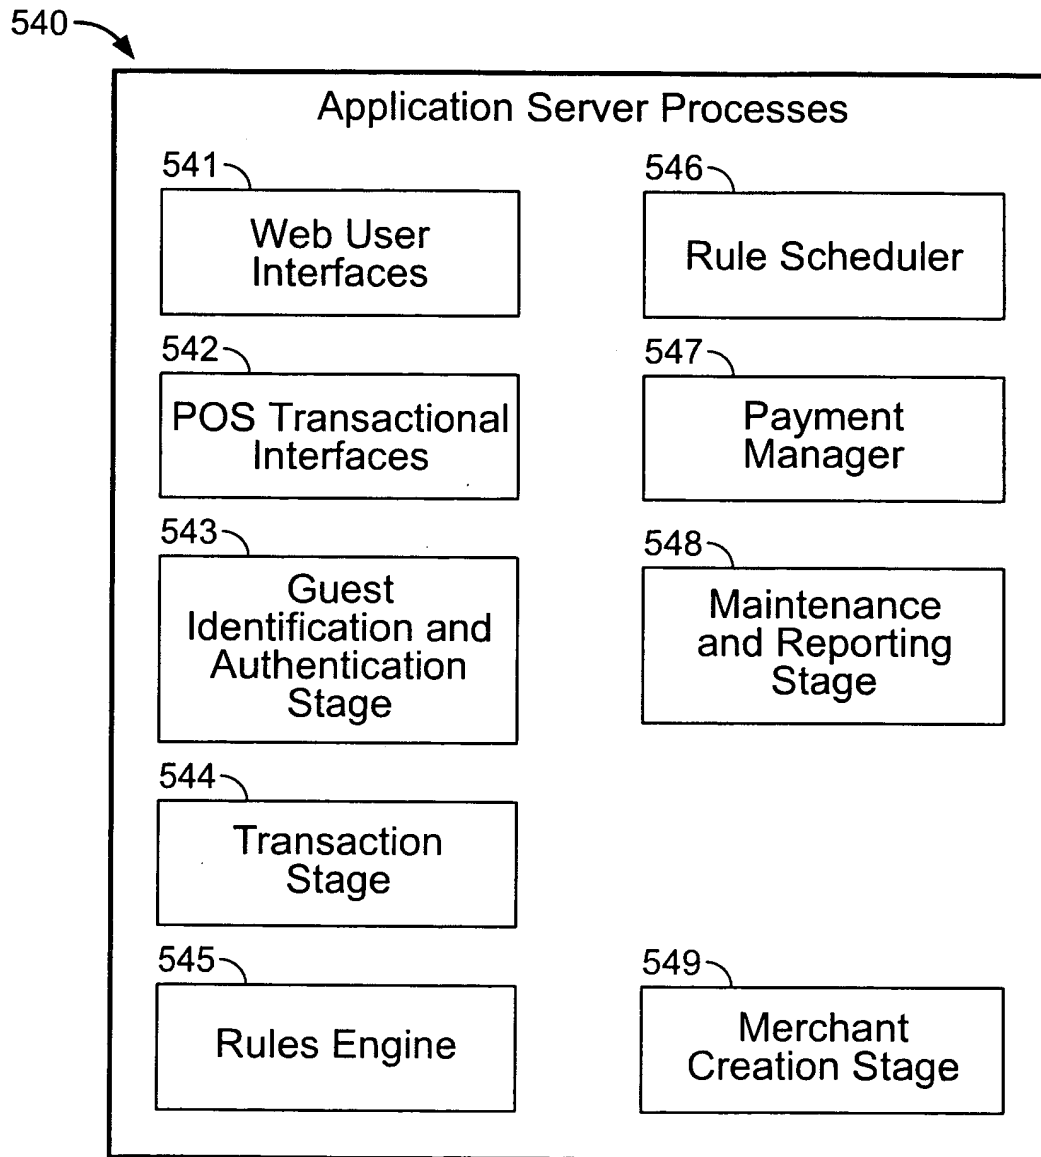 540
Application Server Processes
541
Web User
Interfaces
542
POS Transactional
Interfaces
543
Guest
Identification and
Authentication
Stage
544
Transaction
Stage
545
Rules Engine
546
Rule Scheduler
547
Payment
Manager
548
Maintenance
and Reporting
Stage
549
Merchant
Creation Stage